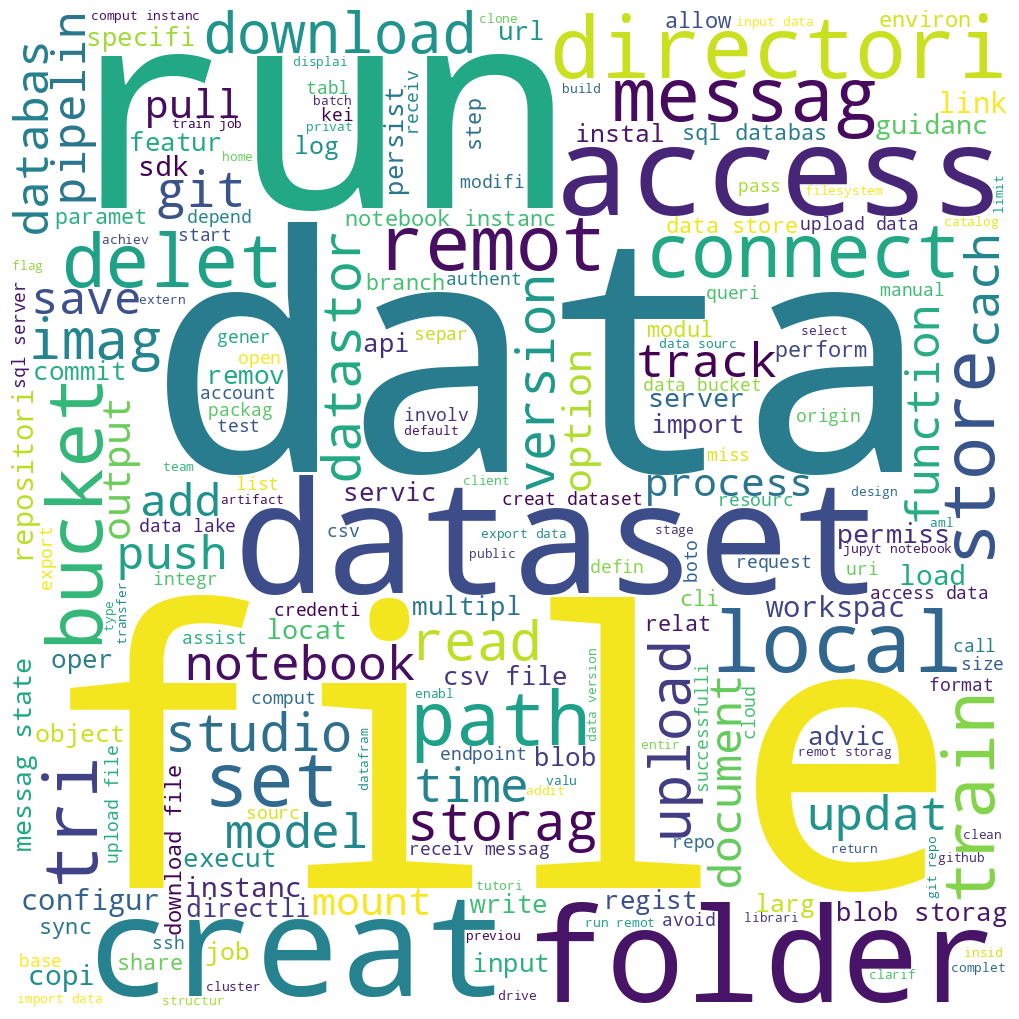 comput instanc
specifi
download
clone
url
allow
input data
environ
databas
pipelin
run
displai
tabl
batch
kei
privat
log
pull
train job
featur
sdk
home
git
paramet
depend
start
persist
receiv
step
modifi
notebook instanc
directori
build
messag
link
instal
sql databas
guidanc
access
pass
filesystem
limit
data store
upload data
catalog
achiev
flag
delet
extern
save
sql server
imag
commit
remot
branch
authent
connect
queri
manual
cach
datastor
version
option
function
store
data
gener
open
remov
account
packag
test
api
separ
involv
default
modul
data sourc
select
track
perform
data bucket
server
import
origin
miss
repositori
export
bucket
output
team
list
artifact
add
data lake
push
integr
type
transfer
servic
csv
client
creat dataset
export data
public
stage
process
resourc
design
dataset
defin
boto
request
permiss
aml
jupyt notebook
uri
load
access data
cli
workspac
credenti
multipl
locat
assist
oper
notebook
read
csv file
relat
local
call
size
format
messag state
object
upload file
tri
comput
studio
enabl
path
data version
successfulli
cloud
upload
document
entir
advic
remot storag
file
set
sourc
datafram
endpoint
blob
valu
time
addit
model
storag
receiv messag
execut
download file
repo
updat
return
git repo
github
clean
train
configur
instanc
directli
mount
tutori
write
regist
avoid
larg
librari
blob storag
sync
ssh
creat
previou
run remot
folder
insid
base
copi
share
job
input
clarif
complet
import data
structur
cluster
drive